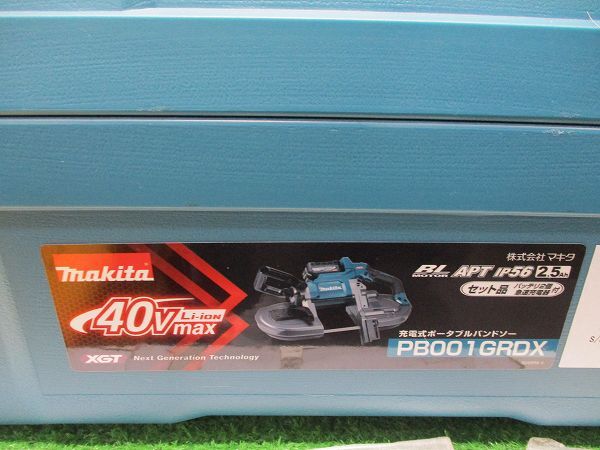 makita
40Vmax
Li-ion
XGT Next Generation Technology
株式会社マキタ
BL MOTOR APT IP56 2.5Ah
セット品 バッテリ2個 急速充電器 付
充電式ポータブルバンドソー
PB001GRDX
S/